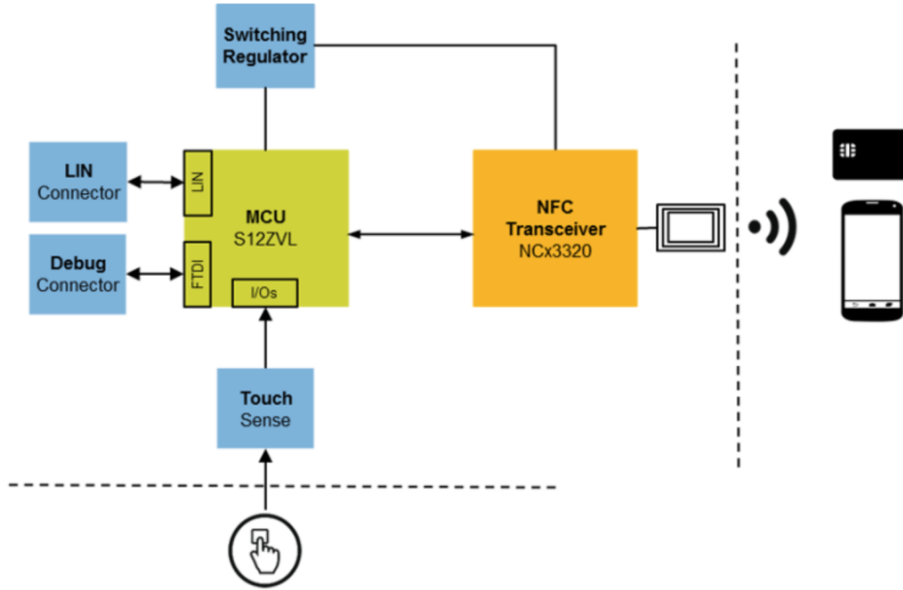 Switching
Regulator
LIN
Connector
LIN
MCU
S12ZVL
NFC
Transceiver
NCx3320
Debug
Connector
FTDI
I/Os
Touch
Sense